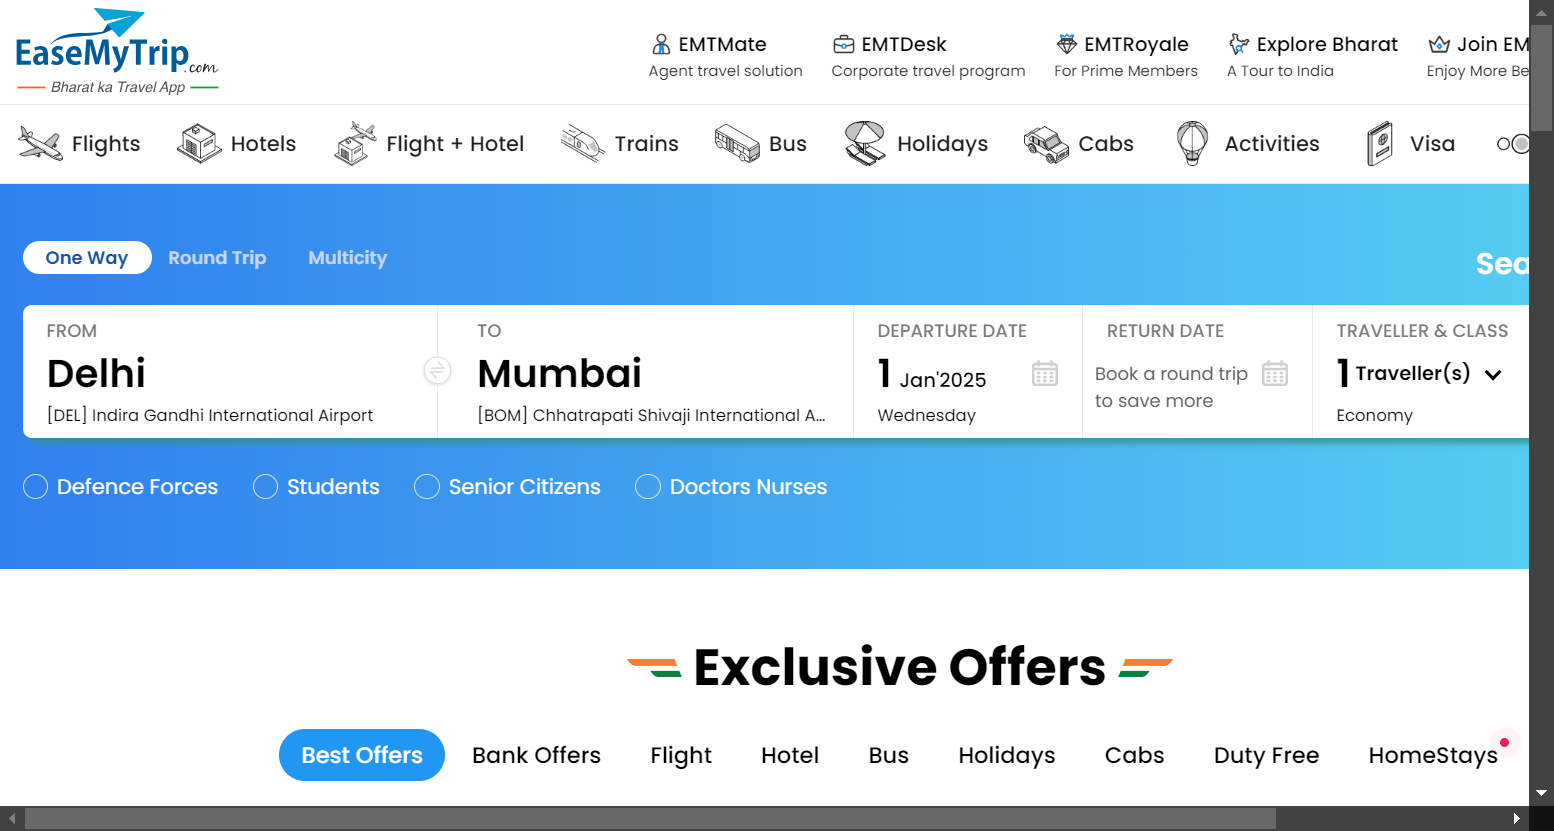 EaseMyTrip.com
Bharat ka Travel App
EMTMate
Agent travel solution
EMTDesk
Corporate travel program
EMTRoyale
For Prime Members
Explore Bharat
A Tour to India
Join EM
Enjoy More Be
Flights
Hotels
Flight + Hotel
Trains
Bus
Holidays
Cabs
Activities
Visa
One Way
Round Trip
Multicity
Sea
FROM
Delhi
[DEL] Indira Gandhi International Airport
TO
Mumbai
[BOM] Chhatrapati Shivaji International A...
DEPARTURE DATE
1 Jan'2025
Wednesday
RETURN DATE
Book a round trip
to save more
TRAVELLER & CLASS
1 Traveller(s)
Economy
Defence Forces
Students
Senior Citizens
Doctors Nurses
Exclusive Offers
Best Offers
Bank Offers
Flight
Hotel
Bus
Holidays
Cabs
Duty Free
HomeStays